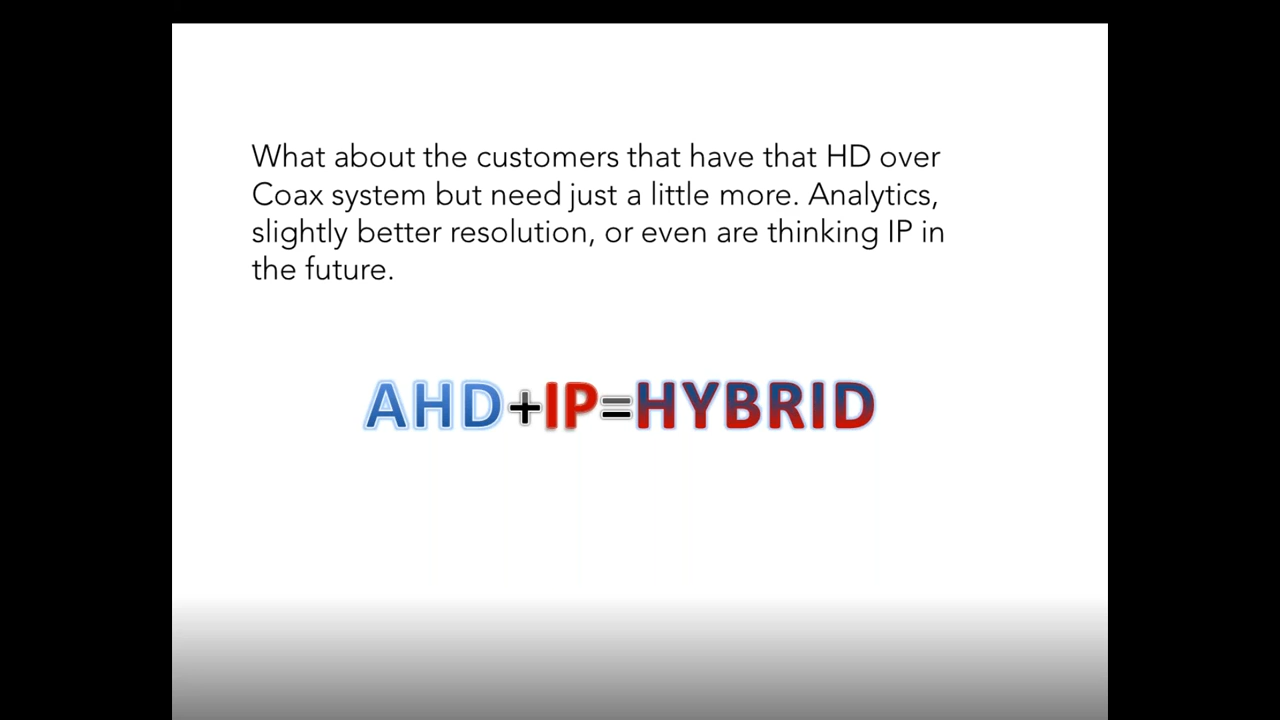 What about the customers that have that HD over
Coax system but need just a little more. Analytics,
slightly better resolution, or even are thinking IP in
the future.
AHD+IP=HYBRID